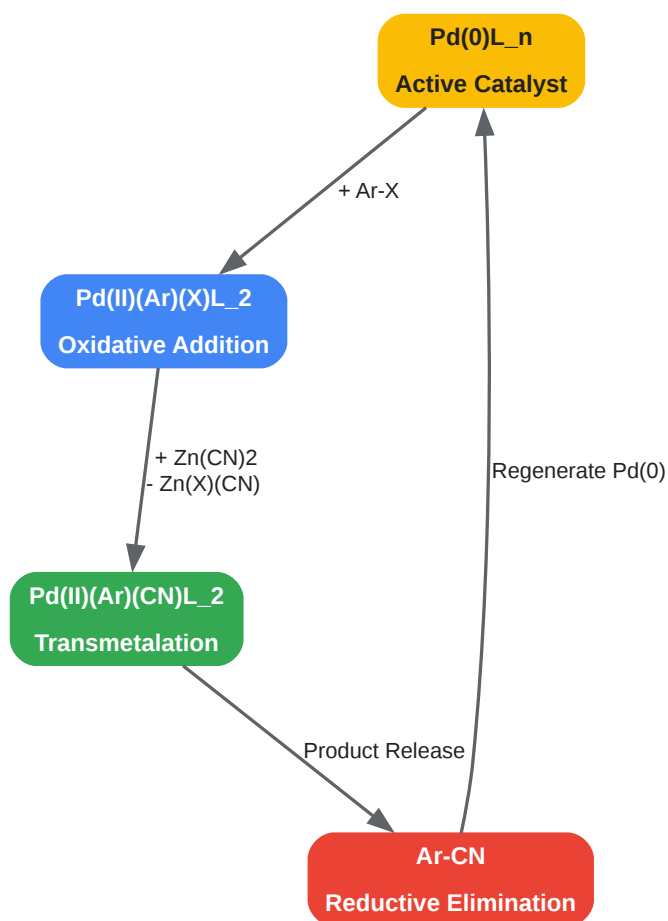 Pd(0)L_n
Active Catalyst
+ Ar-X
Pd(II)(Ar)(X)L_2
Oxidative Addition
+ Zn(CN)2
- Zn(X)(CN)
Regenerate Pd(0)
Pd(II)(Ar)(CN)L_2
Transmetalation
Product Release
Ar-CN
Reductive Elimination